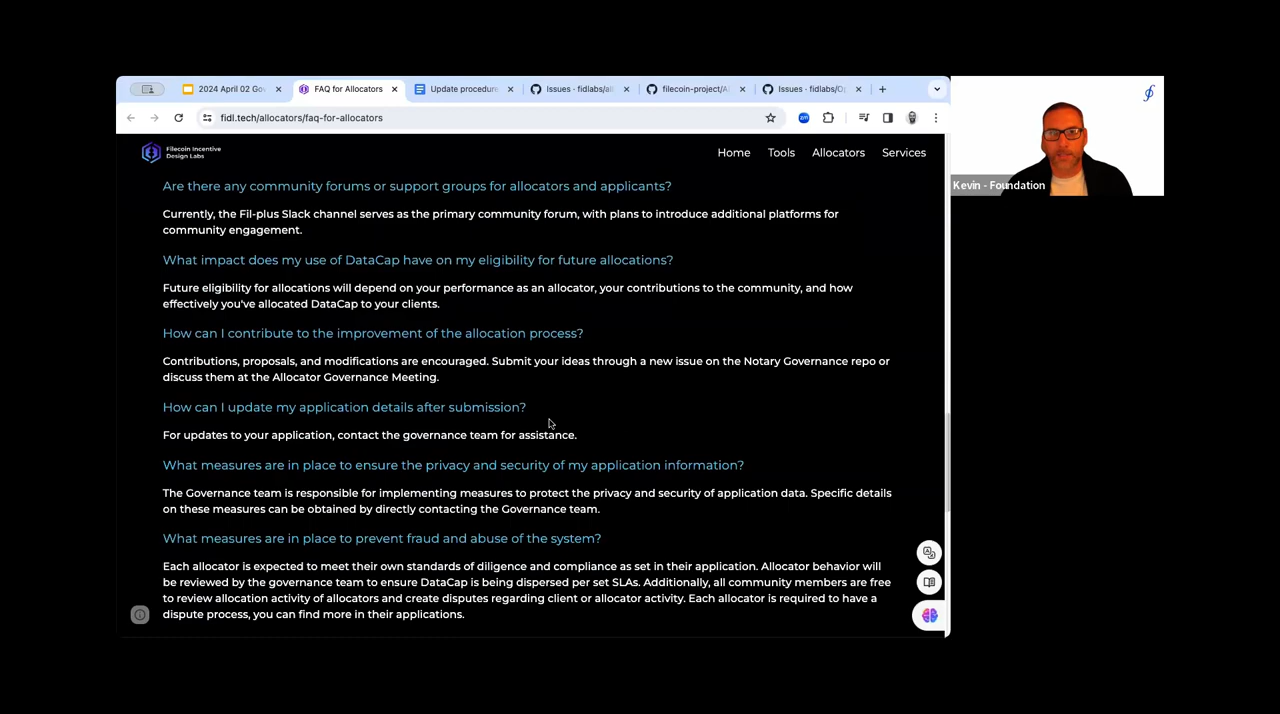 2024 April 02 Gov
FAQ for Allocators
Update procedure
Issues · fidlabs/all
filecoin-project/A
Issues · fidlabs/Op
fidl.tech/allocators/faq-for-allocators
Filecoin Incentive
Design Labs
Home
Tools
Allocators
Services
Kevin - Foundation
Are there any community forums or support groups for allocators and applicants?
Currently, the Fil-plus Slack channel serves as the primary community forum, with plans to introduce additional platforms for
community engagement.
What impact does my use of DataCap have on my eligibility for future allocations?
Future eligibility for allocations will depend on your performance as an allocator, your contributions to the community, and how
effectively you've allocated DataCap to your clients.
How can I contribute to the improvement of the allocation process?
Contributions, proposals, and modifications are encouraged. Submit your ideas through a new issue on the Notary Governance repo or
discuss them at the Allocator Governance Meeting.
How can I update my application details after submission?
For updates to your application, contact the governance team for assistance.
What measures are in place to ensure the privacy and security of my application information?
The Governance team is responsible for implementing measures to protect the privacy and security of application data. Specific details
on these measures can be obtained by directly contacting the Governance team.
What measures are in place to prevent fraud and abuse of the system?
Each allocator is expected to meet their own standards of diligence and compliance as set in their application. Allocator behavior will
be reviewed by the governance team to ensure DataCap is being dispersed per set SLAs. Additionally, all community members are free
to review allocation activity of allocators and create disputes regarding client or allocator activity. Each allocator is required to have a
dispute process, you can find more in their applications.